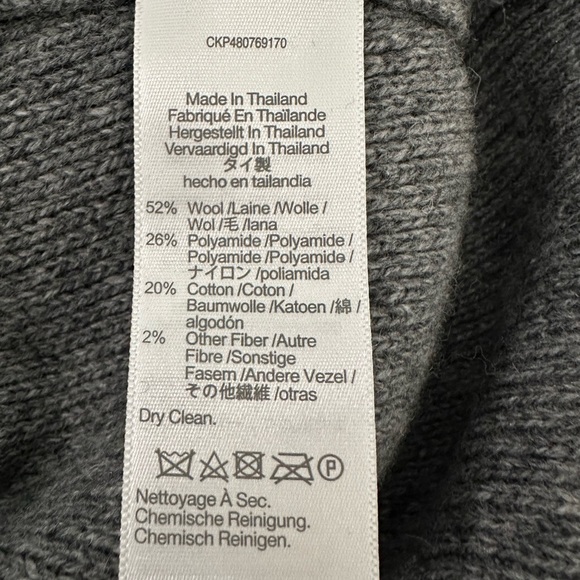 CKP480769170
Made In Thailand
Fabriqué En Thaïlande
Hergestellt In Thailand
Vervaardigd In Thailand
タイ製
hecho en tailandia
52% Wool /Laine /Wolle /
Wol /毛 /lana
26% Polyamide /Polyamide /
Polyamide /Polyamide /
ナイロン /poliamida
20% Cotton /Coton /
Baumwolle /Katoen /綿 /
algodón
2% Other Fiber /Autre
Fibre /Sonstige
Fasern /Andere Vezel /
その他繊維 /otras
Dry Clean.
P
Nettoyage À Sec.
Chemische Reinigung.
Chemisch Reinigen.